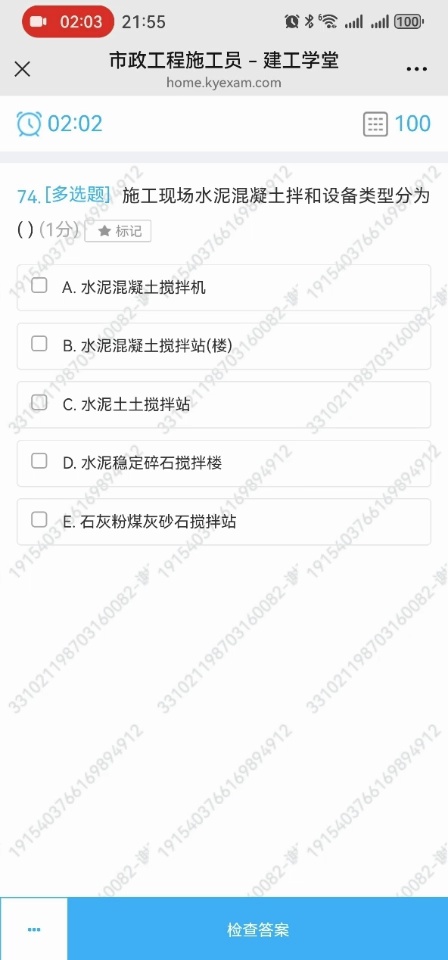 02:03 21:55 100
市政工程施工员 – 建工学堂
home.kyexam.com
02:02 100
74. [多选题] 施工现场水泥混凝土拌和设备类型分为
( ) (1分) ★ 标记
A. 水泥混凝土搅拌机
B. 水泥混凝土搅拌站(楼)
C. 水泥土土搅拌站
D. 水泥稳定碎石搅拌楼
E. 石灰粉煤灰砂石搅拌站
331021198703160082-谢
1915403766169894912
检查答案